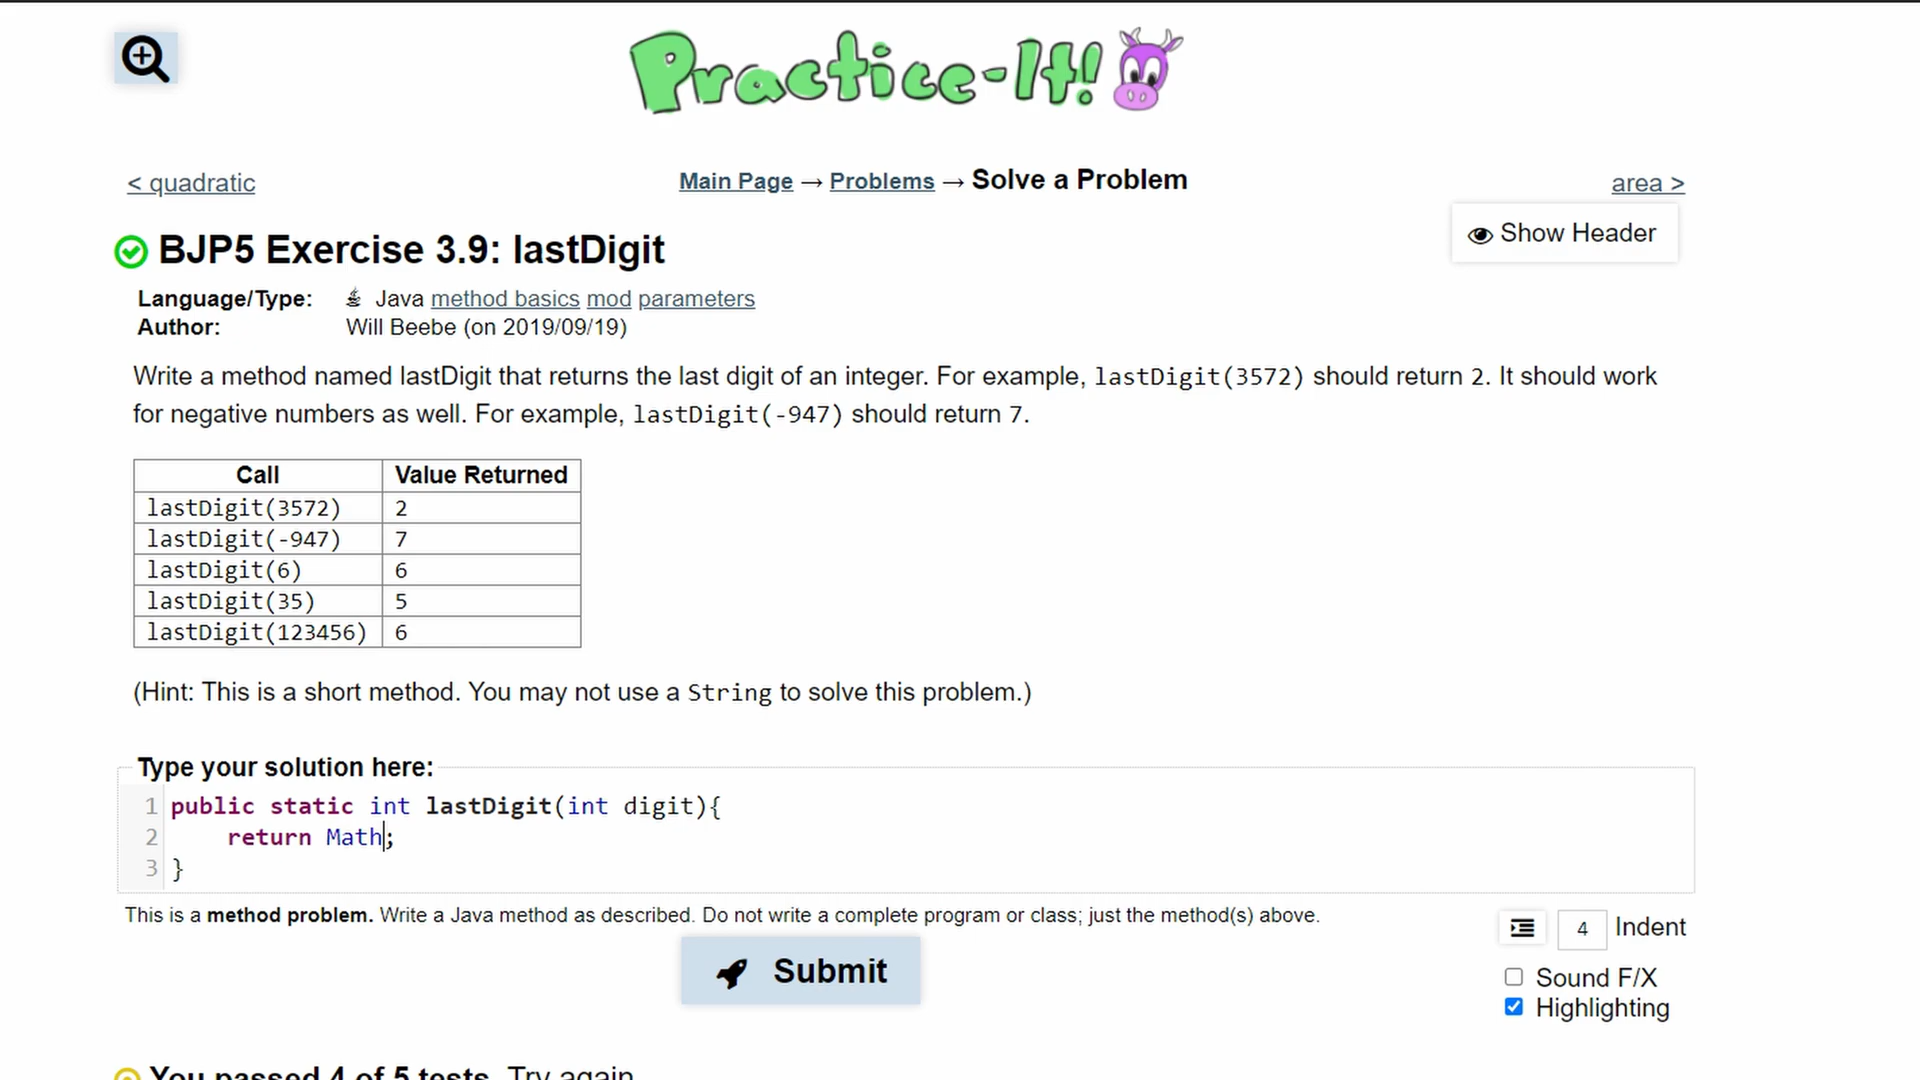 Practice-It!
< quadratic
Main Page → Problems → Solve a Problem
area >
Show Header
BJP5 Exercise 3.9: lastDigit
Language/Type: Java method basics mod parameters
Author: Will Beebe (on 2019/09/19)
Write a method named lastDigit that returns the last digit of an integer. For example, lastDigit(3572) should return 2. It should work
for negative numbers as well. For example, lastDigit(-947) should return 7.
Call Value Returned
lastDigit(3572) 2
lastDigit(-947) 7
lastDigit(6) 6
lastDigit(35) 5
lastDigit(123456) 6
(Hint: This is a short method. You may not use a String to solve this problem.)
Type your solution here:
1 public static int lastDigit(int digit){
2 return Math;
3 }
This is a method problem. Write a Java method as described. Do not write a complete program or class; just the method(s) above.
4 Indent
Submit
Sound F/X
Highlighting
You passed 4 of 5 tests. Try again